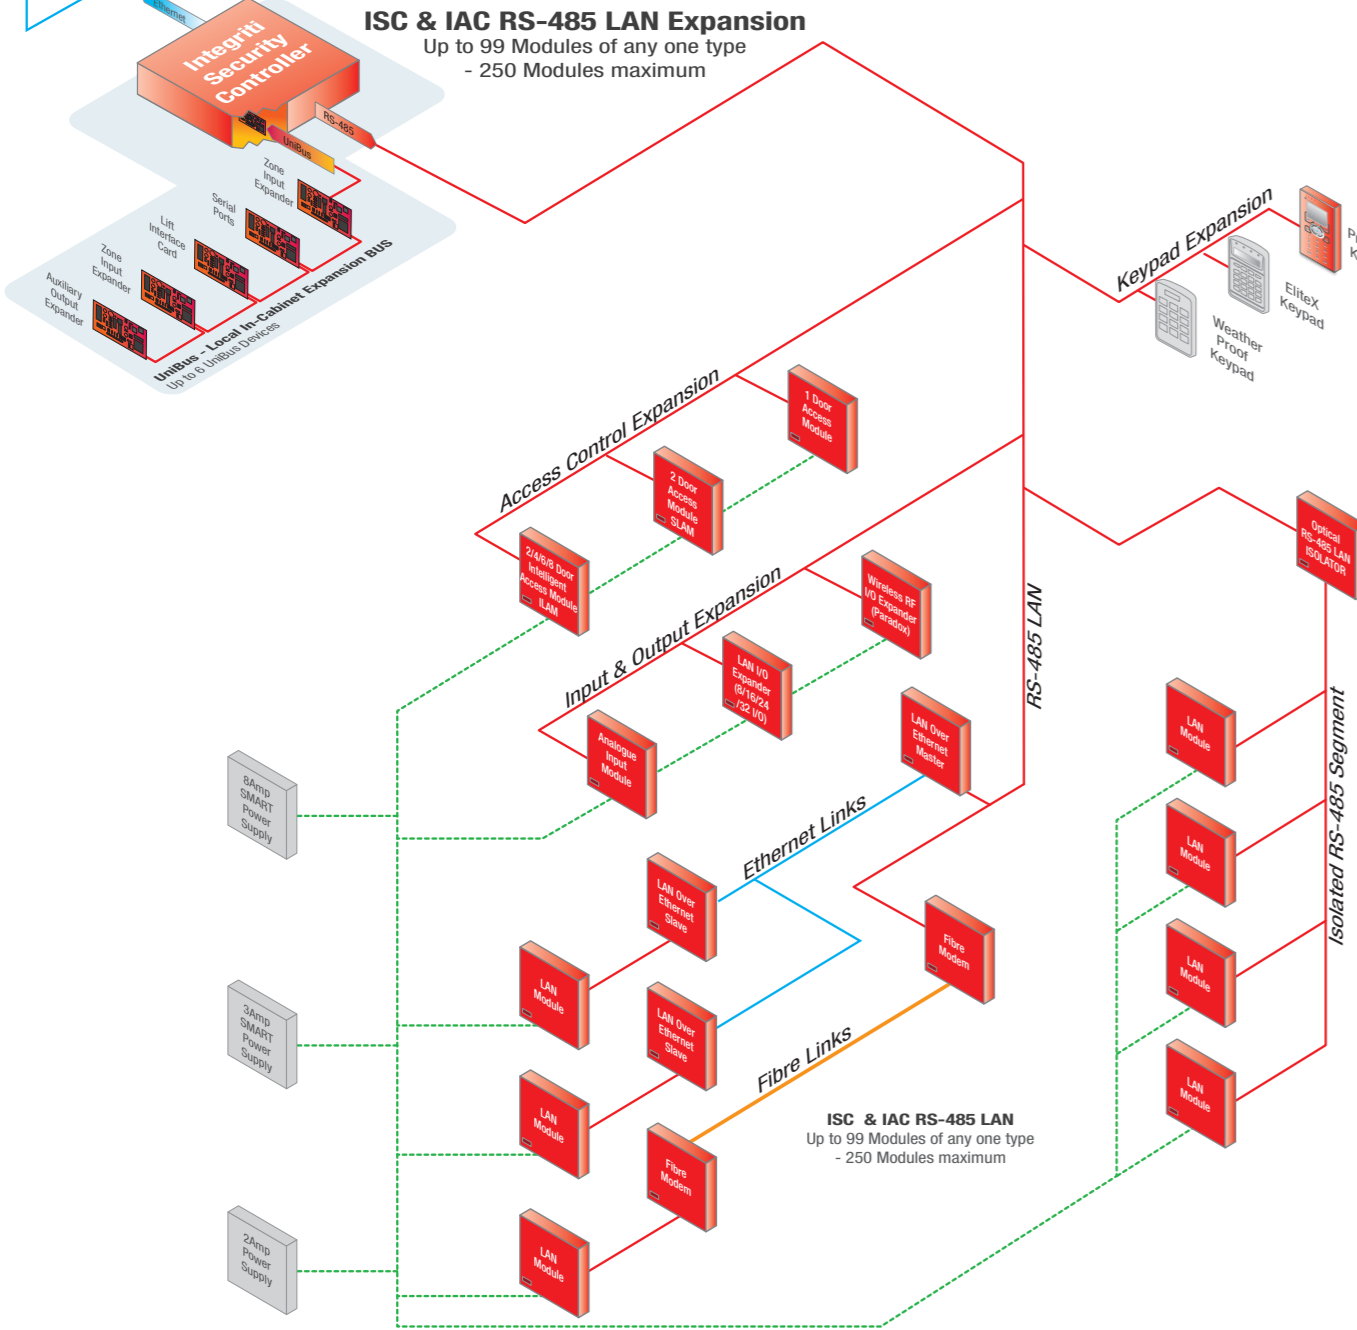 ISC & IAC RS-485 LAN Expansion
Up to 99 Modules of any one type
- 250 Modules maximum
Ethernet
Integriti
Security
Controller
RS-485
UniBus
Zone
Input
Expander
Serial
Ports
Lift
Interface
Card
Zone
Input
Expander
Auxiliary
Output
Expander
UniBus - Local In-Cabinet Expansion BUS
Up to 6 UniBus Devices
Keypad Expansion
EliteX
Keypad
Weather
Proof
Keypad
Access Control Expansion
1 Door
Access
Module
2 Door
Access
Module
SLAM
2/4/6/8 Door
Intelligent
Access Module
ILAM
Optical
RS-485 LAN
ISOLATOR
Input & Output Expansion
Wireless RF
I/O Expander
(Paradox)
LAN I/O
Expander
(8/16/24
/32 I/O)
Analogue
Input
Module
RS-485 LAN
LAN Over
Ethernet
Master
Isolated RS-485 Segment
LAN
Module
LAN
Module
LAN
Module
LAN
Module
8Amp
SMART
Power
Supply
Ethernet Links
LAN Over
Ethernet
Slave
Fibre
Modem
LAN
Module
3Amp
SMART
Power
Supply
LAN Over
Ethernet
Slave
Fibre Links
LAN
Module
ISC & IAC RS-485 LAN
Up to 99 Modules of any one type
- 250 Modules maximum
Fibre
Modem
2Amp
Power
Supply
LAN
Module